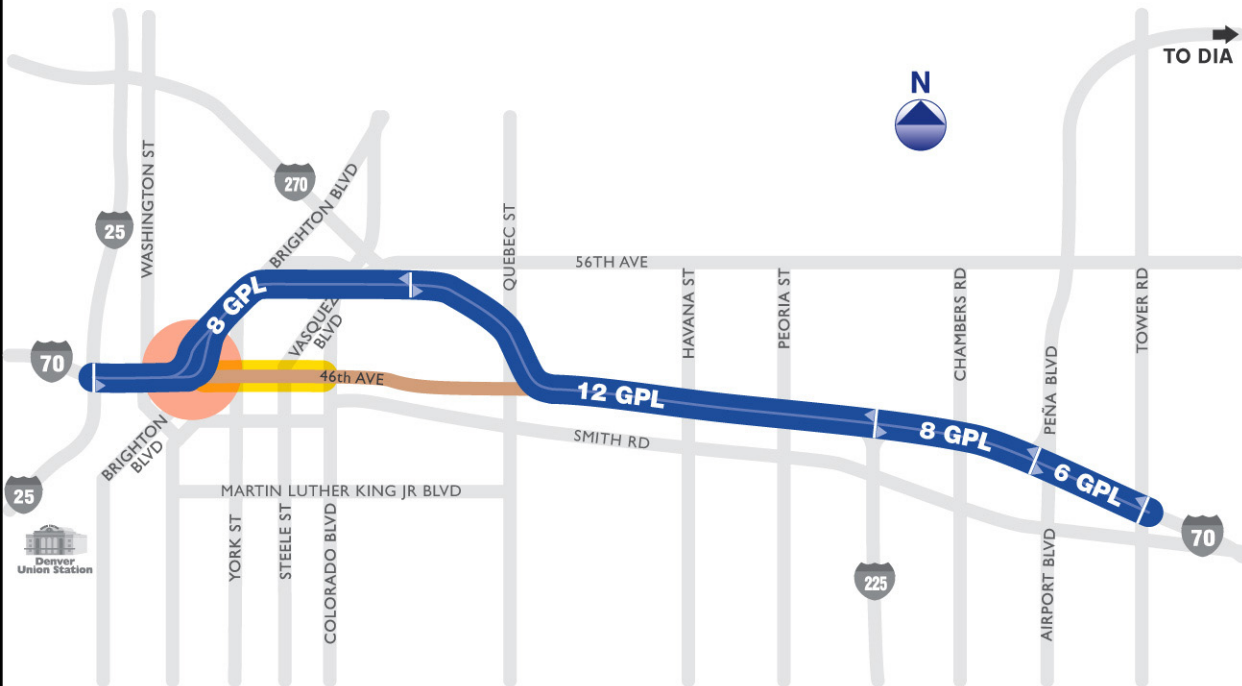 TO DIA
N
WASHINGTON ST
270
BRIGHTON BLVD
25
QUEBEC ST
56TH AVE
HAVANA ST
PEORIA ST
CHAMBERS RD
PEÑA BLVD
TOWER RD
8 GPL
VASQUEZ
BLVD
70
46th AVE
12 GPL
8 GPL
6 GPL
BRIGHTON
BLVD
SMITH RD
25
MARTIN LUTHER KING JR BLVD
YORK ST
STEELE ST
COLORADO BLVD
Denver
Union Station
225
AIRPORT BLVD
70